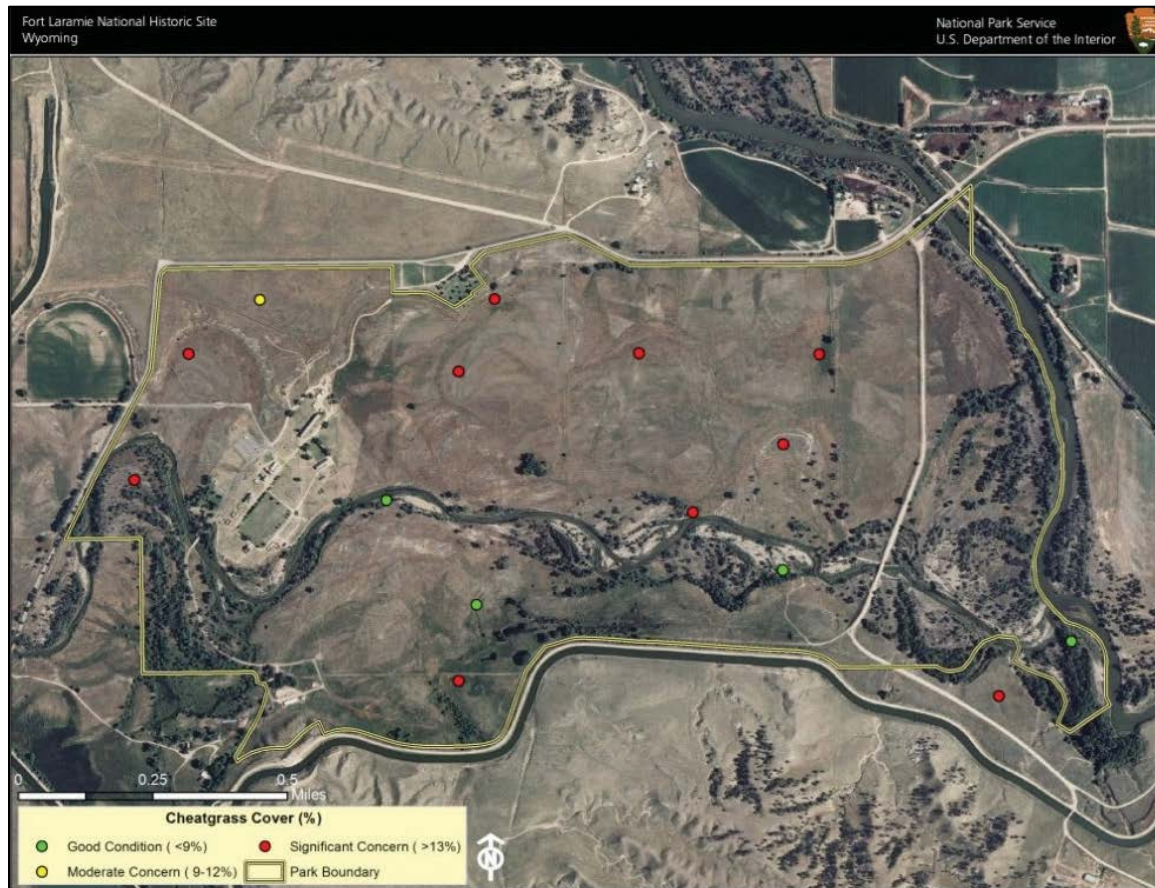 Fort Laramie National Historic Site
Wyoming
National Park Service
U.S. Department of the Interior
0
0.25
0.5
Miles
Cheatgrass Cover (%)
Good Condition ( <9%)
Significant Concern ( >13%)
Moderate Concern ( 9-12%)
Park Boundary
N